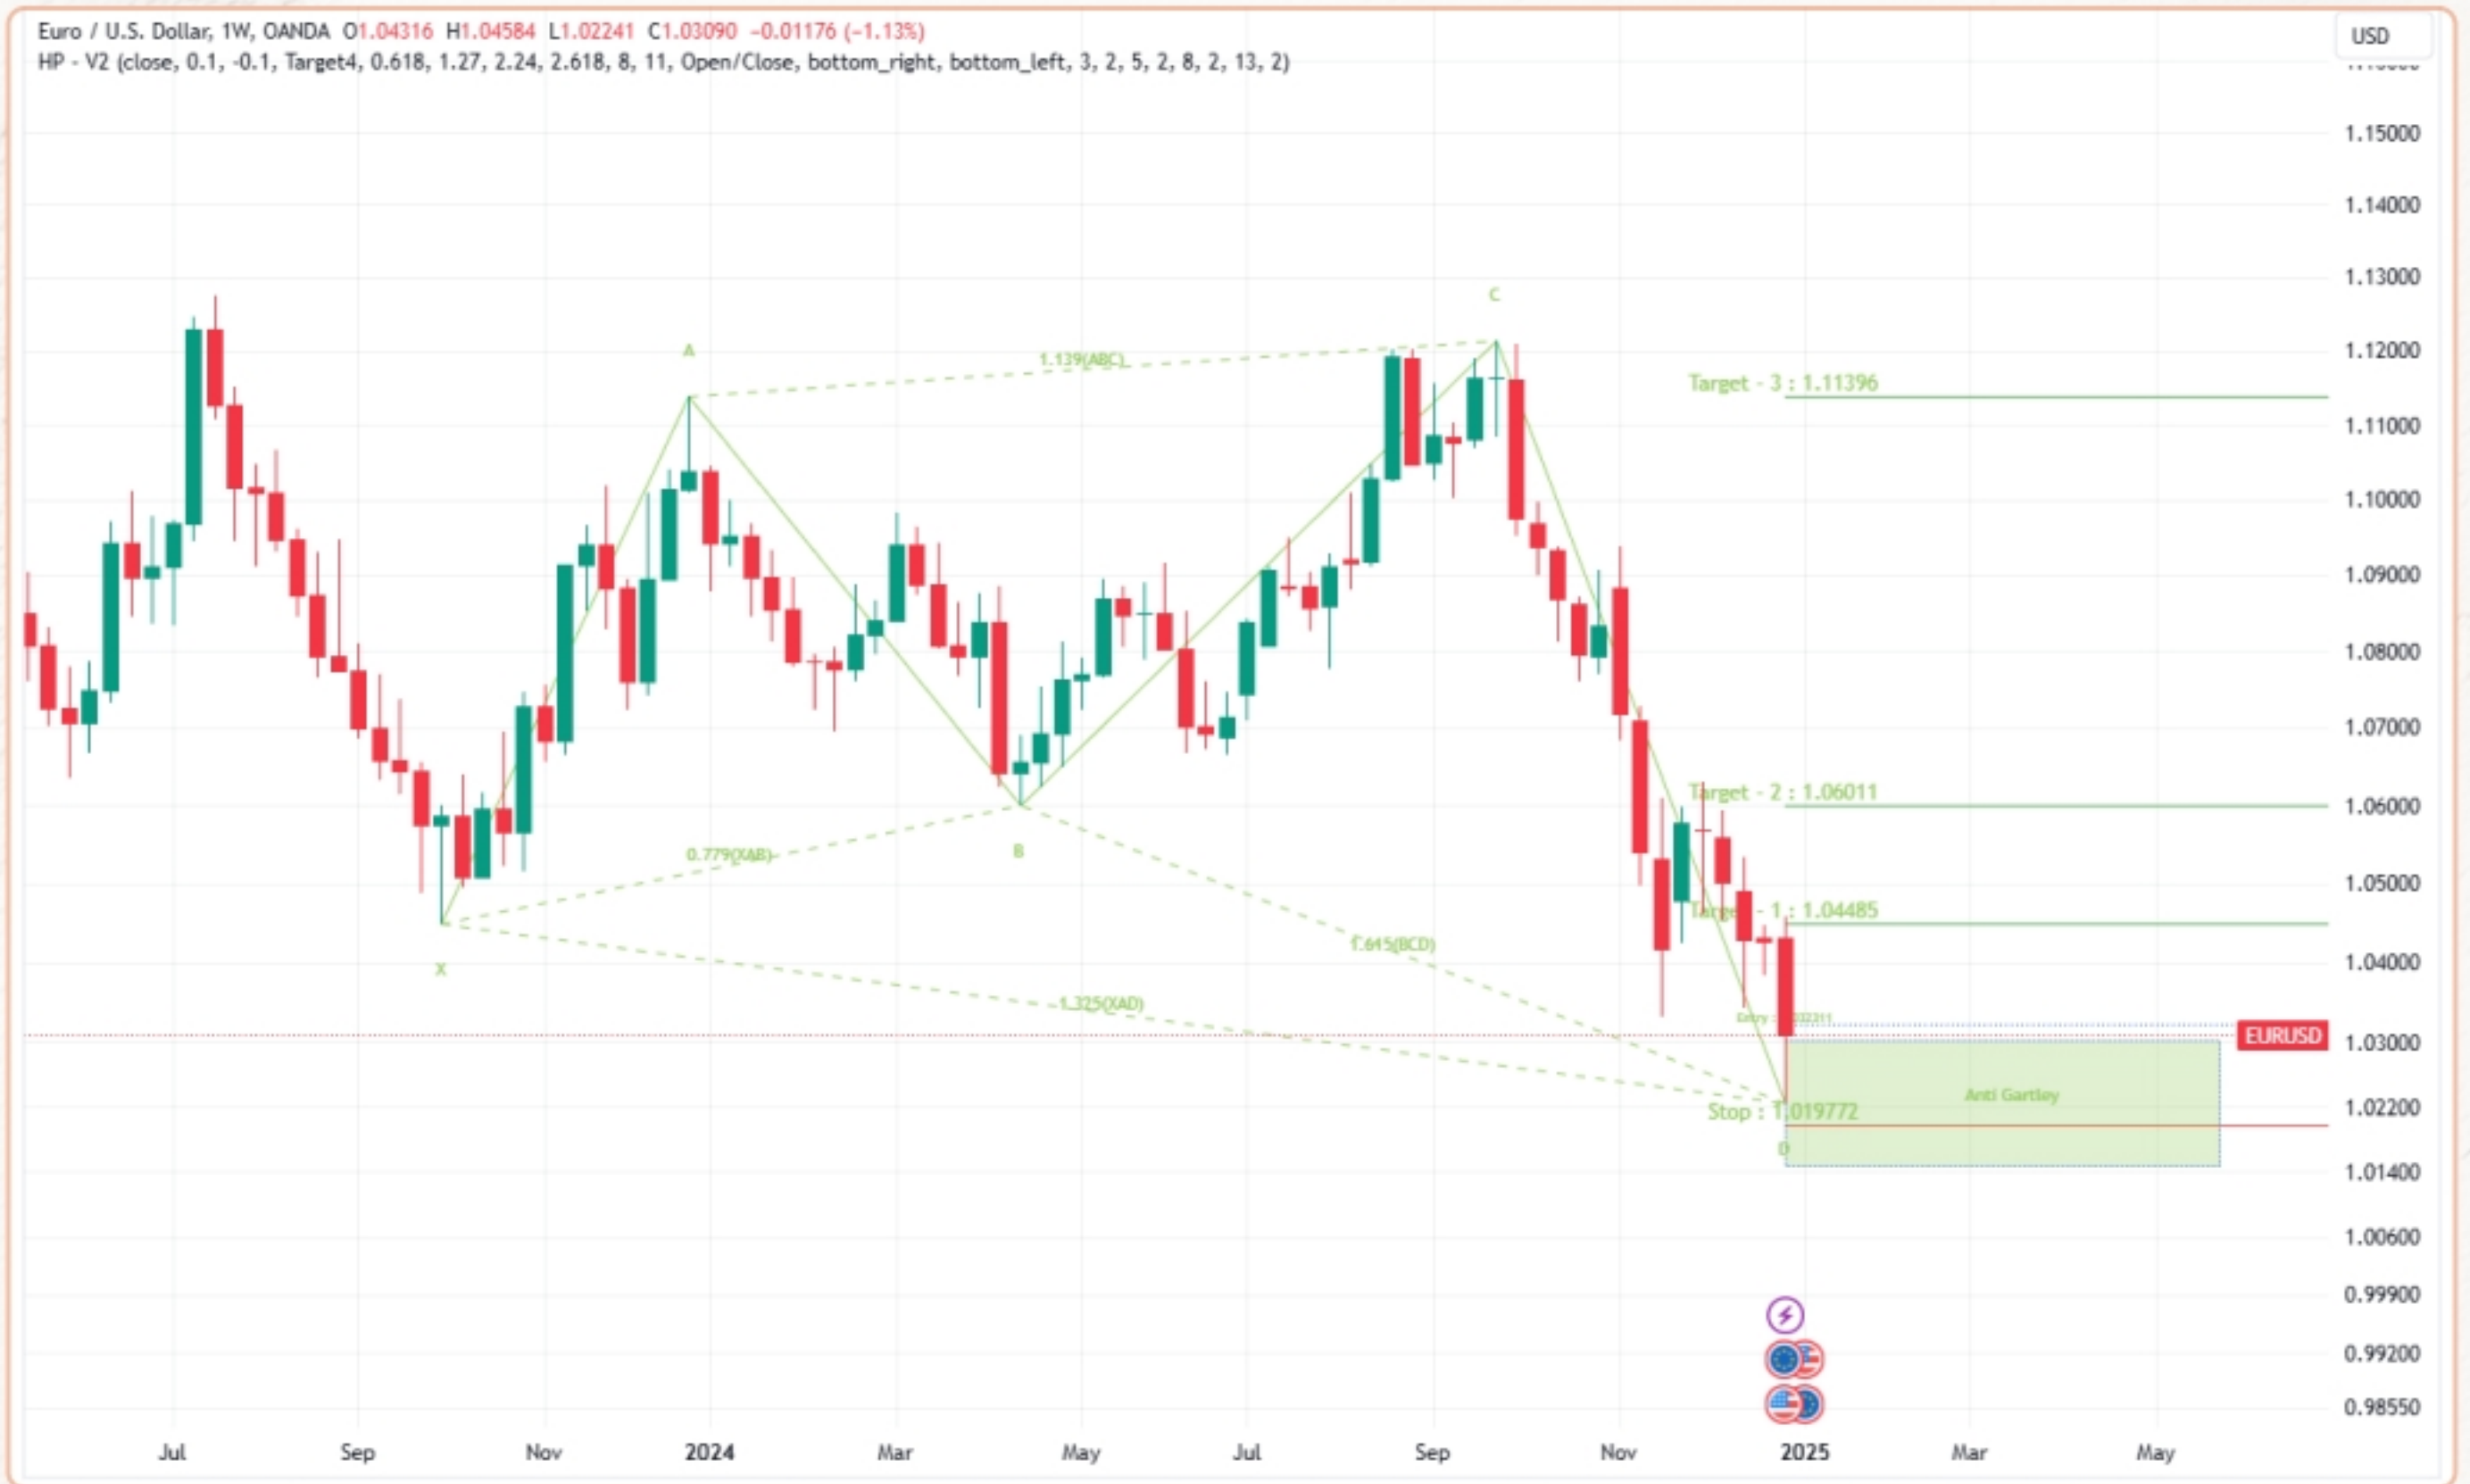 Euro / U.S. Dollar, 1W, OANDA O1.04316 H1.04584 L1.02241 C1.03090 −0.01176 (−1.13%)
HP - V2 (close, 0.1, -0.1, Target4, 0.618, 1.27, 2.24, 2.618, 8, 11, Open/Close, bottom_right, bottom_left, 3, 2, 5, 2, 8, 2, 13, 2)
USD
1.15000
1.14000
1.13000
C
A
1.139(ABC)
1.12000
Target - 3 : 1.11396
1.11000
1.10000
1.09000
1.08000
1.07000
Target - 2 : 1.06011
1.06000
B
0.779(XAB)
1.05000
Target - 1 : 1.04485
1.645(BCD)
X
1.04000
1.325(XAD)
Entry :
EURUSD
1.03000
Anti Gartley
Stop : 1.019772
1.02200
D
1.01400
1.00600
0.99900
0.99200
0.98550
Jul Sep Nov 2024 Mar May Jul Sep Nov 2025 Mar May